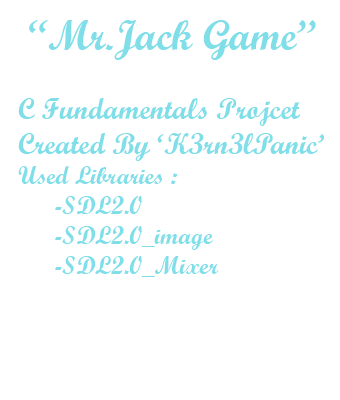 “Mr.Jack Game”
C Fundamentals Projcet
Created By ‘K3rn3lPanic’
Used Libraries :
-SDL2.0
-SDL2.0_image
-SDL2.0_Mixer